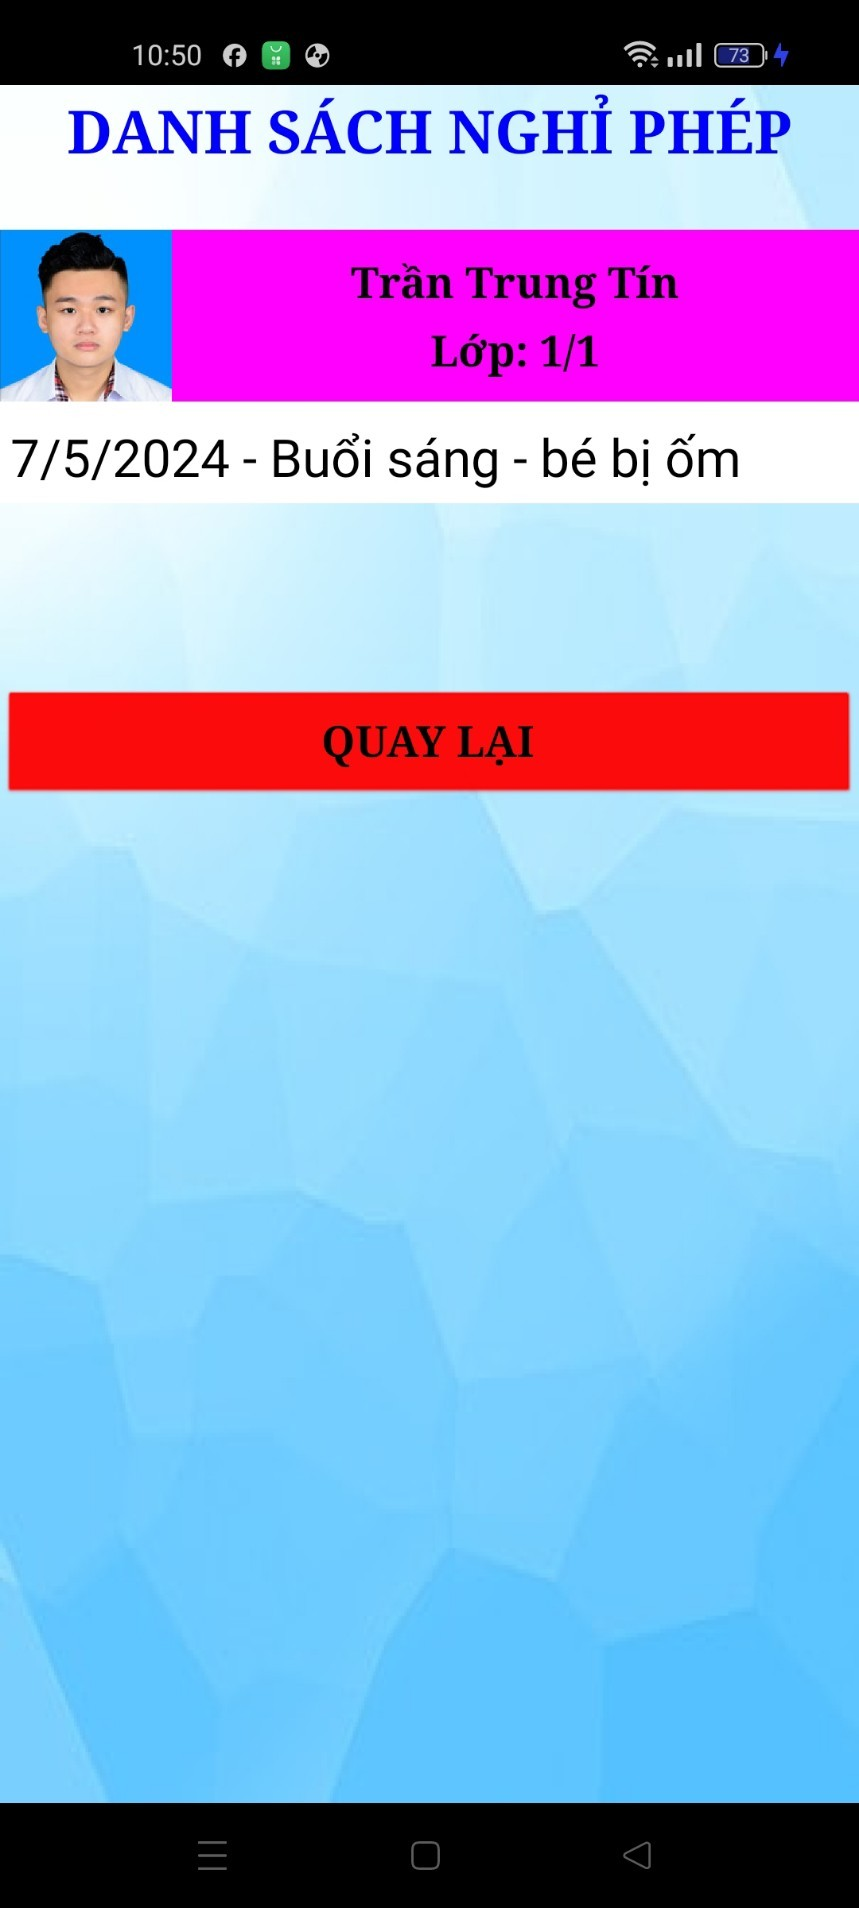 10:50
73
DANH SÁCH NGHỈ PHÉP
Trần Trung Tín
Lớp: 1/1
7/5/2024 - Buổi sáng - bé bị ốm
QUAY LẠI